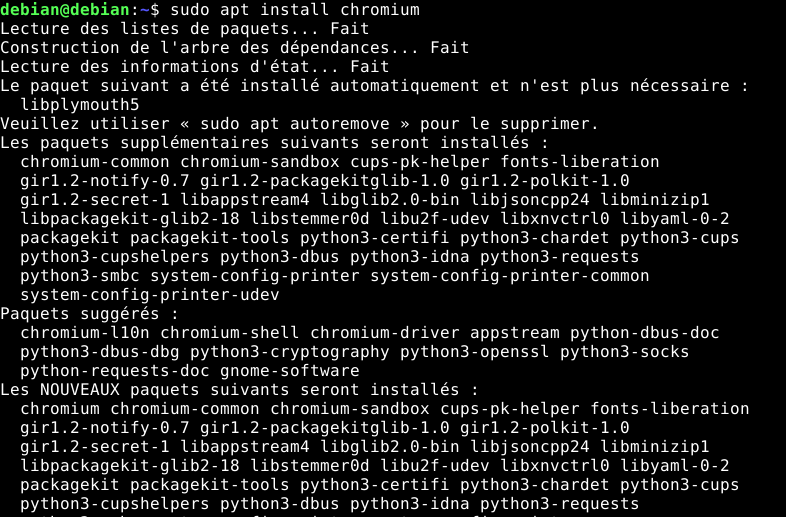 debian@debian:~$ sudo apt install chromium
Lecture des listes de paquets... Fait
Construction de l'arbre des dépendances... Fait
Lecture des informations d'état... Fait
Le paquet suivant a été installé automatiquement et n'est plus nécessaire :
  libplymouth5
Veuillez utiliser « sudo apt autoremove » pour le supprimer.
Les paquets supplémentaires suivants seront installés :
  chromium-common chromium-sandbox cups-pk-helper fonts-liberation
  gir1.2-notify-0.7 gir1.2-packagekitglib-1.0 gir1.2-polkit-1.0
  gir1.2-secret-1 libappstream4 libglib2.0-bin libjsoncpp24 libminizip1
  libpackagekit-glib2-18 libstemmer0d libu2f-udev libxnvctrl0 libyaml-0-2
  packagekit packagekit-tools python3-certifi python3-chardet python3-cups
  python3-cupshelpers python3-dbus python3-idna python3-requests
  python3-smbc system-config-printer system-config-printer-common
  system-config-printer-udev
Paquets suggérés :
  chromium-l10n chromium-shell chromium-driver appstream python-dbus-doc
  python3-dbus-dbg python3-cryptography python3-openssl python3-socks
  python-requests-doc gnome-software
Les NOUVEAUX paquets suivants seront installés :
  chromium chromium-common chromium-sandbox cups-pk-helper fonts-liberation
  gir1.2-notify-0.7 gir1.2-packagekitglib-1.0 gir1.2-polkit-1.0
  gir1.2-secret-1 libappstream4 libglib2.0-bin libjsoncpp24 libminizip1
  libpackagekit-glib2-18 libstemmer0d libu2f-udev libxnvctrl0 libyaml-0-2
  packagekit packagekit-tools python3-certifi python3-chardet python3-cups
  python3-cupshelpers python3-dbus python3-idna python3-requests